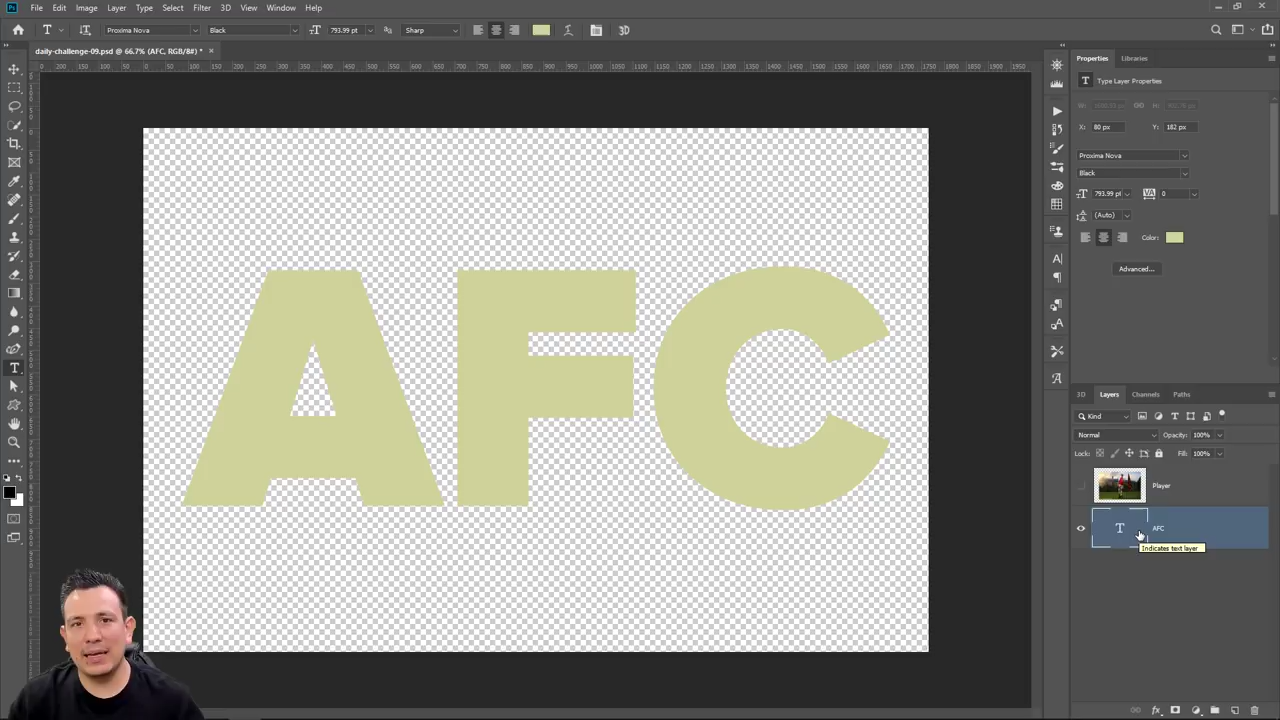 Ps File Edit Image Layer Type Select Filter 3D View Window Help
T Proxima Nova Black 793.99 pt Sharp 3D
daily-challenge-09.psd @ 66.7% (AFC, RGB/8#) *
Properties Libraries
T Type Layer Properties
W: H:
X: 80 px Y: 182 px
Proxima Nova
Black
793.99 pt 0
(Auto)
Color:
Advanced...
AFC
3D Layers Channels Paths
Kind
Normal Opacity: 100%
Lock: Fill: 100%
Player
T AFC
Indicates text layer